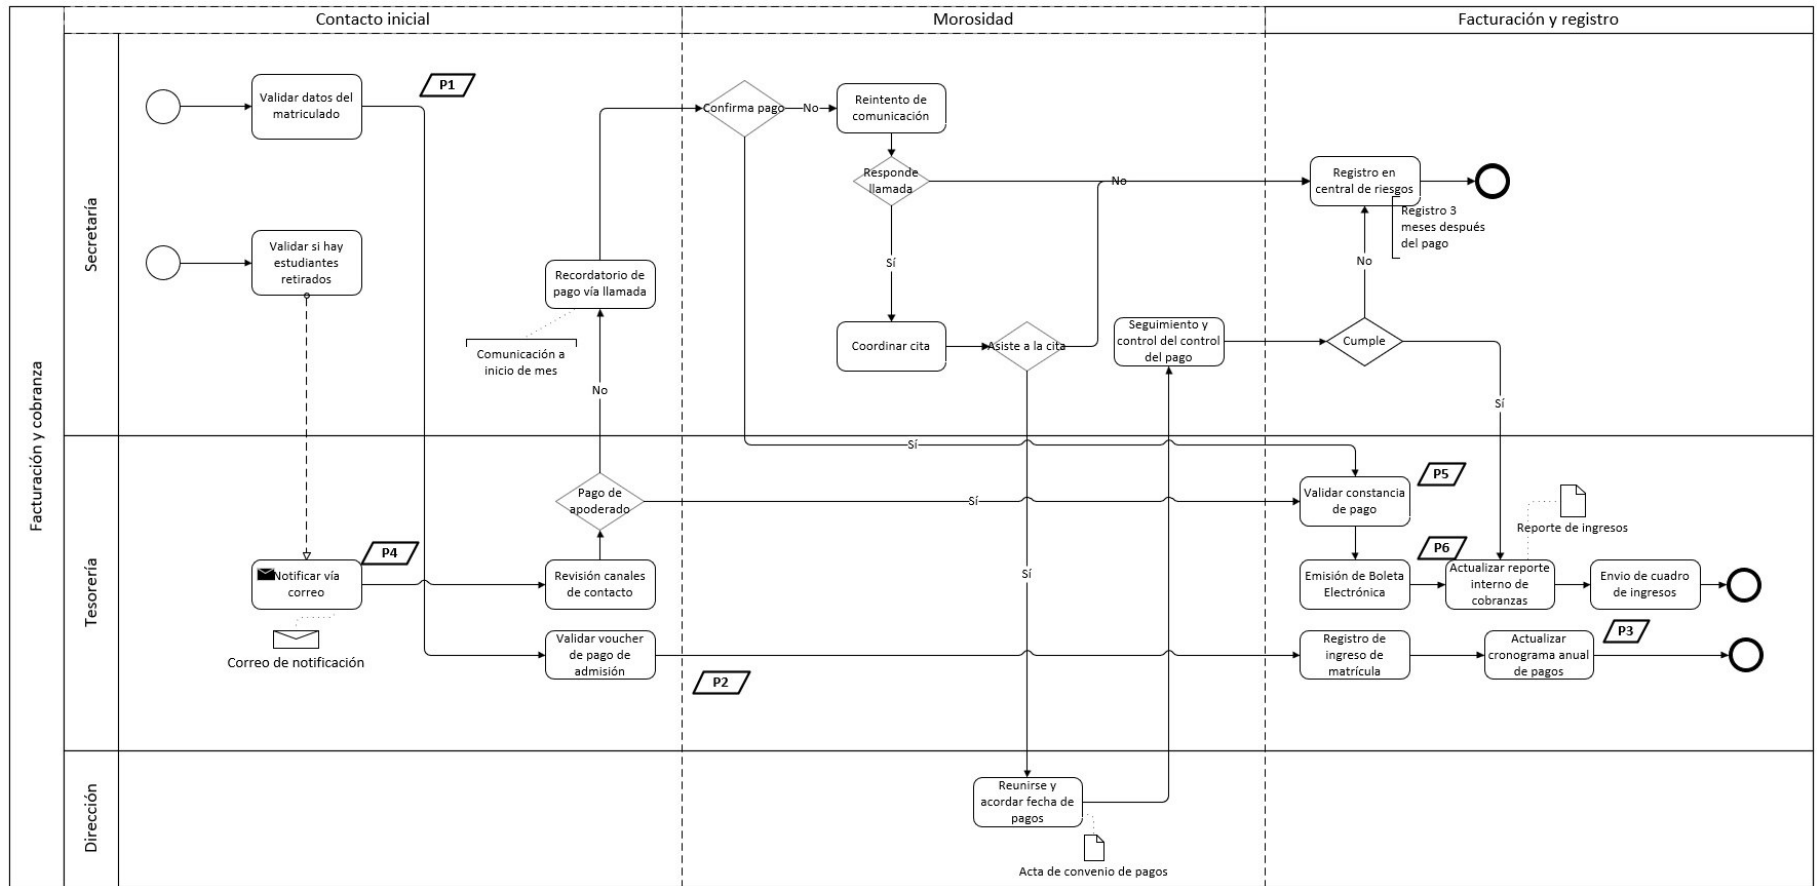 Contacto inicial
Morosidad
Facturación y registro
Facturación y cobranza
Secretaría
Validar datos del
matriculado
P1
Confirma pago
No
Reintento de
comunicación
Responde
llamada
No
Registro en
central de riesgos
Registro 3
meses después
del pago
Validar si hay
estudiantes
retirados
Recordatorio de
pago vía llamada
Comunicación a
inicio de mes
No
Sí
Coordinar cita
Asiste a la cita
Seguimiento y
control del control
del pago
Cumple
No
Sí
Tesorería
Sí
Pago de
apoderado
Sí
Validar constancia
de pago
P5
Reporte de ingresos
P4
Notificar vía
correo
Correo de notificación
Revisión canales
de contacto
Sí
Emisión de Boleta
Electrónica
P6
Actualizar reporte
interno de
cobranzas
Envio de cuadro
de ingresos
Validar voucher
de pago de
admisión
P2
Registro de
ingreso de
matrícula
Actualizar
cronograma anual
de pagos
P3
Dirección
Reunirse y
acordar fecha de
pagos
Acta de convenio de pagos